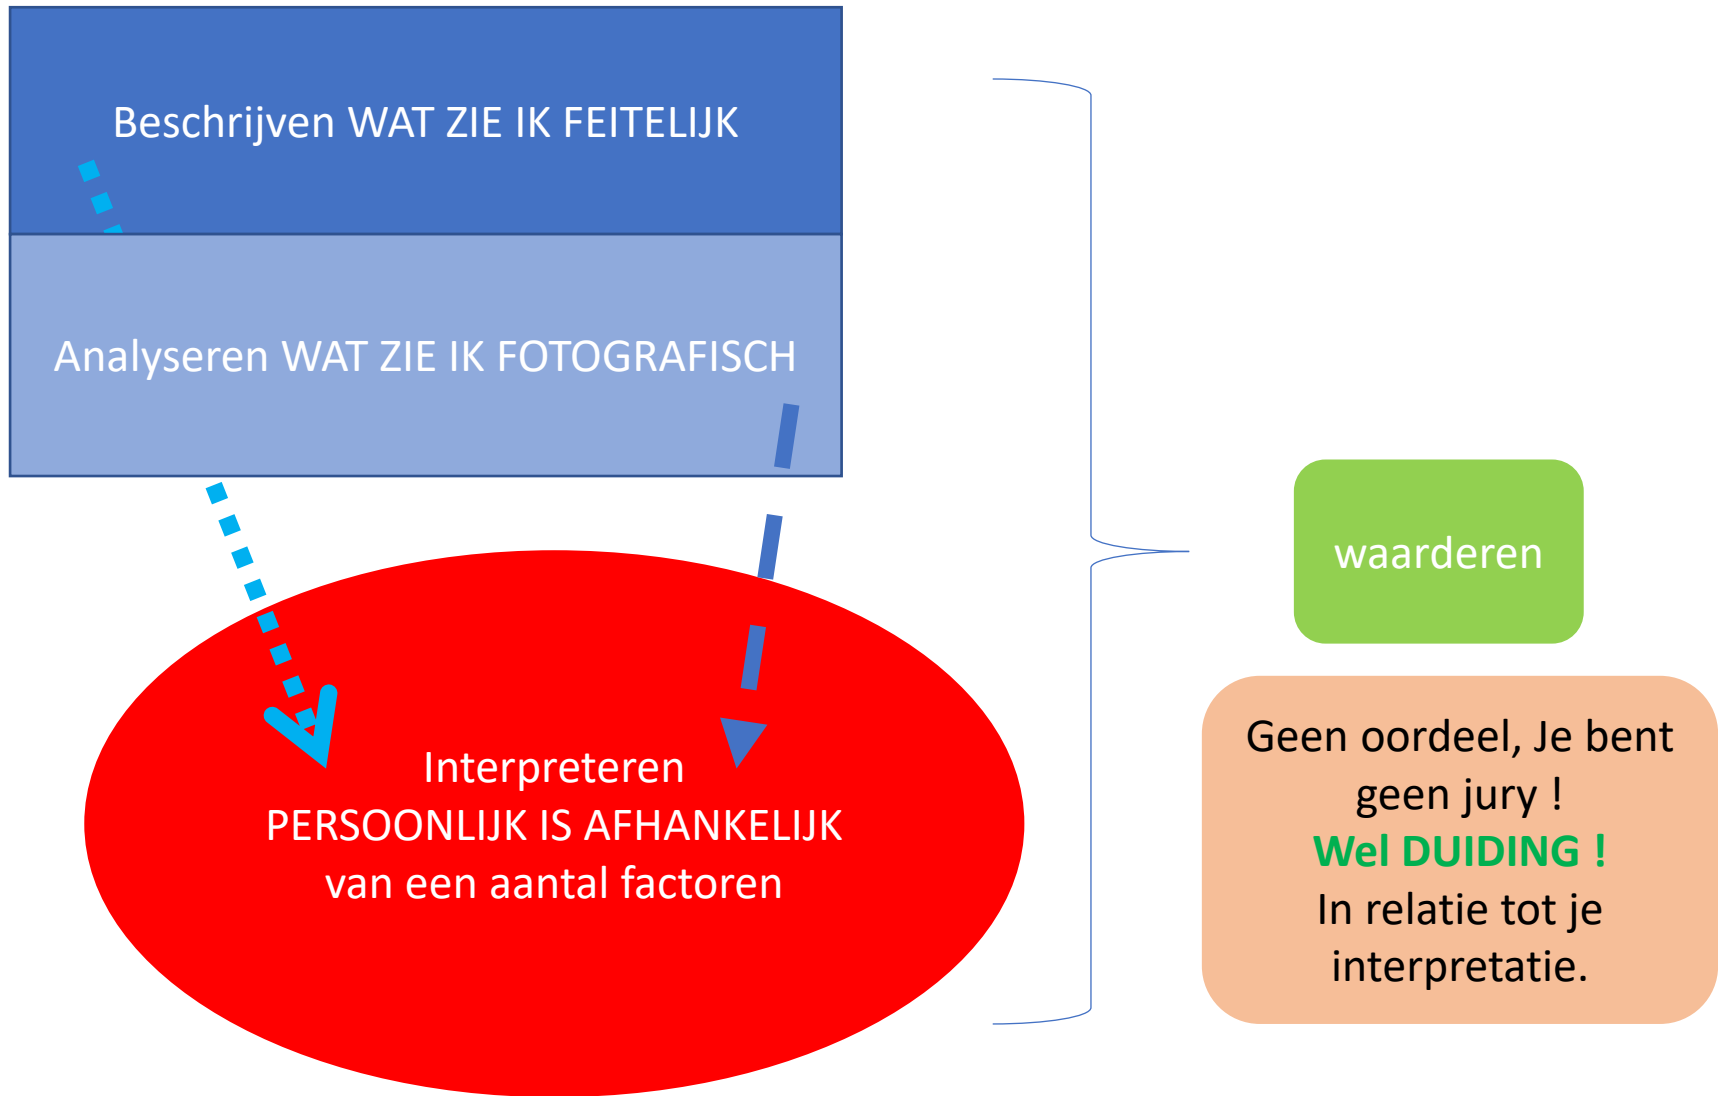 Beschrijven WAT ZIE IK FEITELIJK
Analyseren WAT ZIE IK FOTOGRAFISCH
Interpreteren
PERSOONLIJK IS AFHANKELIJK
van een aantal factoren
waarderen
Geen oordeel, Je bent
geen jury !
Wel DUIDING !
In relatie tot je
interpretatie.